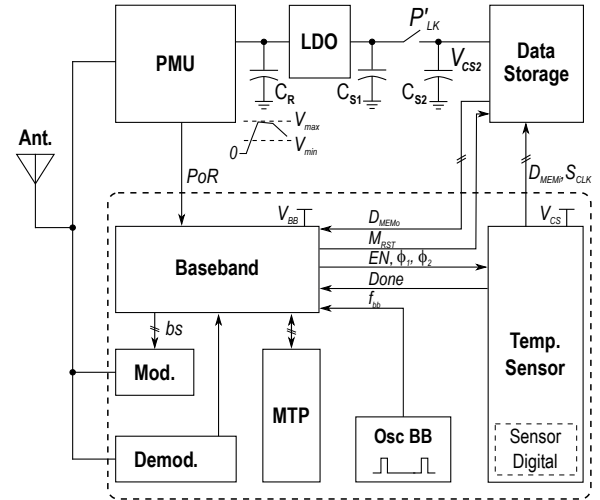 P'LK
PMU
LDO
Data
Storage
VCS2
CR
CS1
CS2
Vmax
Vmin
0
Ant.
PoR
DMEMi, SCLK
VBB
VCS
DMEMo
MRST
Baseband
EN, ϕ1, ϕ2
Done
fbb
bs
Mod.
MTP
Temp.
Sensor
Osc BB
Demod.
Sensor
Digital